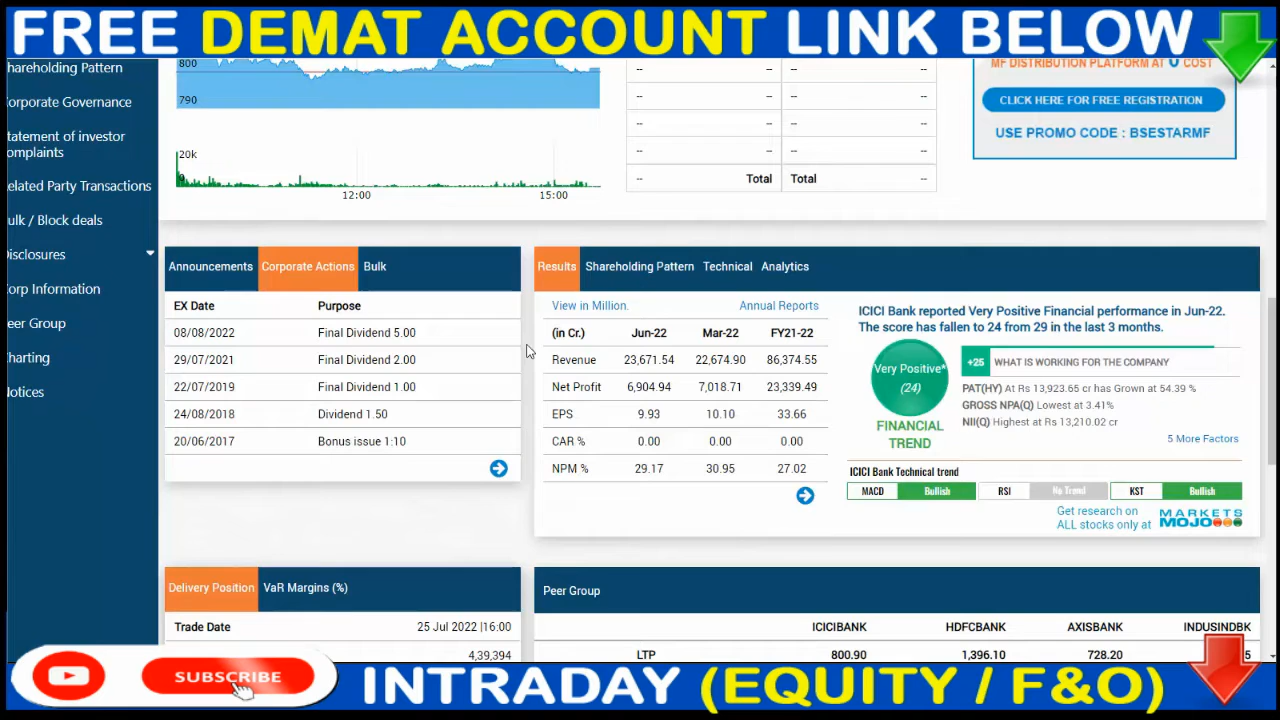 FREE DEMAT ACCOUNT LINK BELOW
hareholding Pattern
orporate Governance
tatement of investor
omplaints
elated Party Transactions
ulk / Block deals
isclosures
orp Information
eer Group
harting
otices
800
790
20k
0
12:00 15:00
-- -- 
-- --
-- --
-- --
-- Total Total --
MF DISTRIBUTION PLATFORM AT 0 COST
CLICK HERE FOR FREE REGISTRATION
USE PROMO CODE : BSESTARMF
Announcements Corporate Actions Bulk
EX Date Purpose
08/08/2022 Final Dividend 5.00
29/07/2021 Final Dividend 2.00
22/07/2019 Final Dividend 1.00
24/08/2018 Dividend 1.50
20/06/2017 Bonus issue 1:10
Results Shareholding Pattern Technical Analytics
View in Million. Annual Reports
(in Cr.) Jun-22 Mar-22 FY21-22
Revenue 23,671.54 22,674.90 86,374.55
Net Profit 6,904.94 7,018.71 23,339.49
EPS 9.93 10.10 33.66
CAR % 0.00 0.00 0.00
NPM % 29.17 30.95 27.02
ICICI Bank reported Very Positive Financial performance in Jun-22.
The score has fallen to 24 from 29 in the last 3 months.
Very Positive*
(24)
FINANCIAL
TREND
+25 WHAT IS WORKING FOR THE COMPANY
PAT(HY) At Rs 13,923.65 cr has Grown at 54.39 %
GROSS NPA(Q) Lowest at 3.41%
NII(Q) Highest at Rs 13,210.02 cr
5 More Factors
ICICI Bank Technical trend
MACD Bullish RSI No Trend KST Bullish
Get research on
ALL stocks only at
MARKETS
MOJO
Delivery Position VaR Margins (%)
Trade Date 25 Jul 2022 |16:00
4,39,394
Peer Group
ICICIBANK HDFCBANK AXISBANK INDUSINDBK
LTP 800.90 1,396.10 728.20 5
SUBSCRIBE
INTRADAY (EQUITY / F&O)